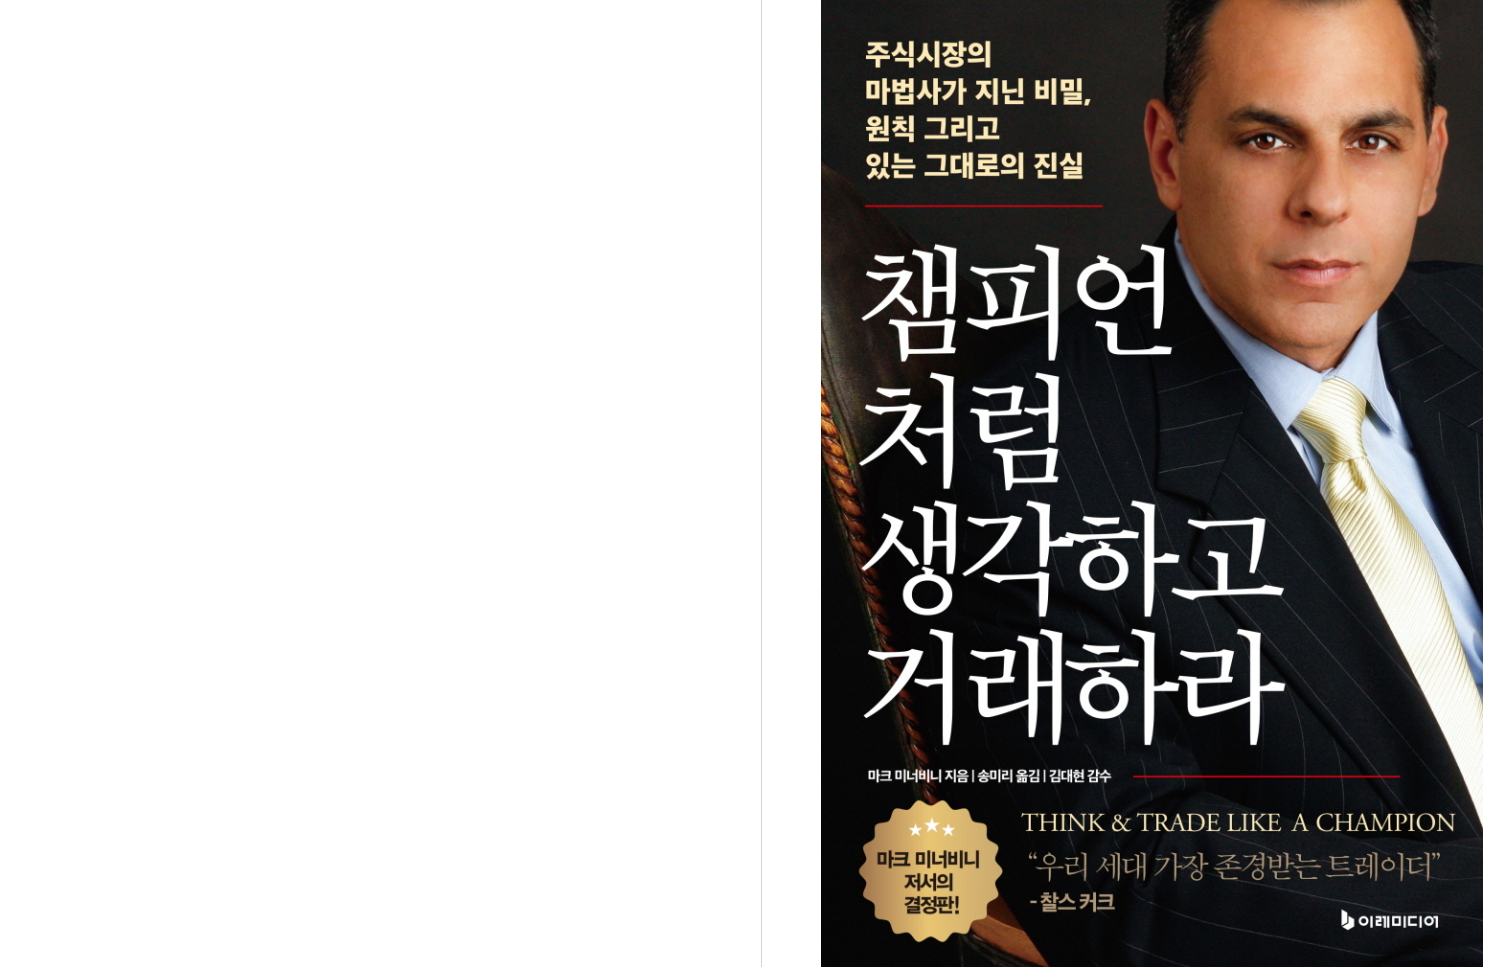 주식시장의
마법사가 지닌 비밀,
원칙 그리고
있는 그대로의 진실
챔피언
처럼
생각하고
거래하라
마크 미너비니 지음 | 송미리 옮김 | 김대현 감수
THINK & TRADE LIKE A CHAMPION
“우리 세대 가장 존경받는 트레이더”
- 찰스 커크
마크 미너비니
저서의
결정판!
이레미디어